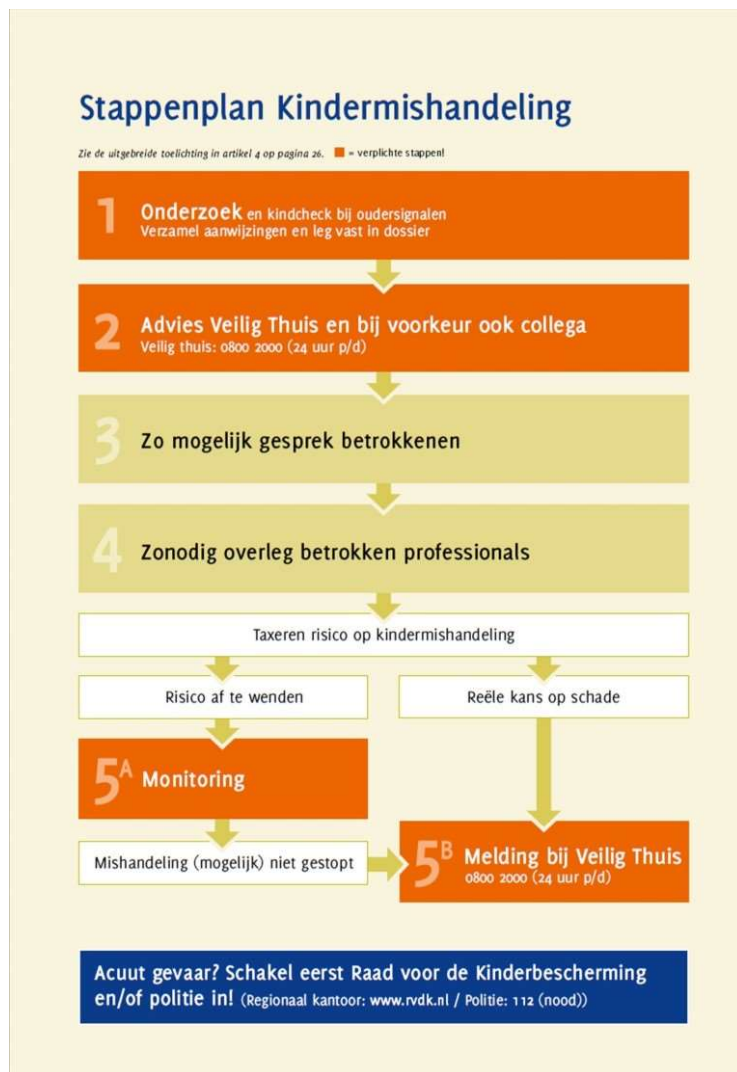 Stappenplan Kindermishandeling
Zie de uitgebreide toelichting in artikel 4 op pagina 26. = verplichte stappen!
1
Onderzoek en kindcheck bij oudersignalen
Verzamel aanwijzingen en leg vast in dossier
2
Advies Veilig Thuis en bij voorkeur ook collega
Veilig thuis: 0800 2000 (24 uur p/d)
3
Zo mogelijk gesprek betrokkenen
4
Zonodig overleg betrokken professionals
Taxeren risico op kindermishandeling
Risico af te wenden
Reële kans op schade
5A Monitoring
Mishandeling (mogelijk) niet gestopt
5B Melding bij Veilig Thuis
0800 2000 (24 uur p/d)
Acuut gevaar? Schakel eerst Raad voor de Kinderbescherming
en/of politie in! (Regionaal kantoor: www.rvdk.nl / Politie: 112 (nood))